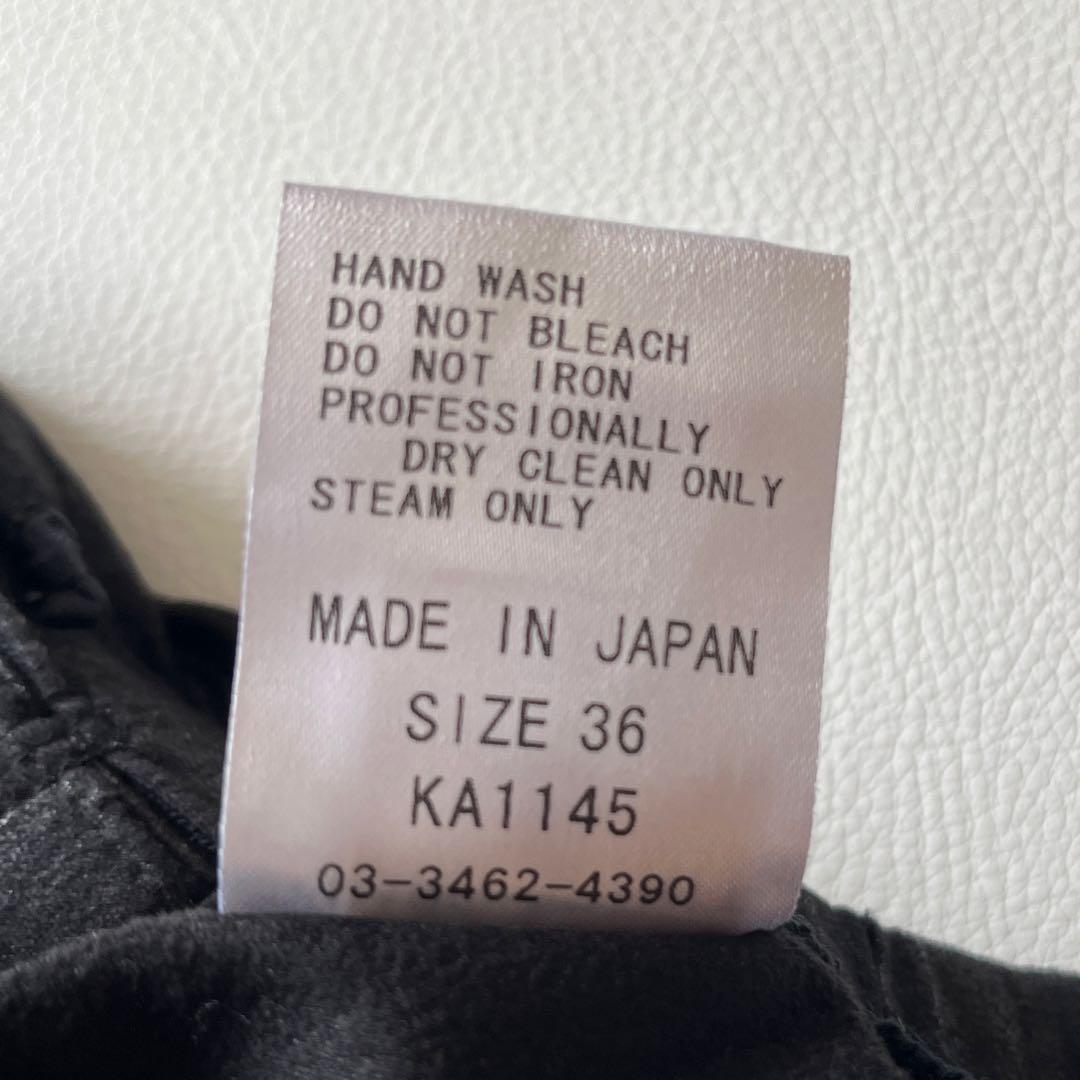 HAND WASH
DO NOT BLEACH
DO NOT IRON
PROFESSIONALLY
DRY CLEAN ONLY
STEAM ONLY
MADE IN JAPAN
SIZE 36
KA1145
03-3462-4390